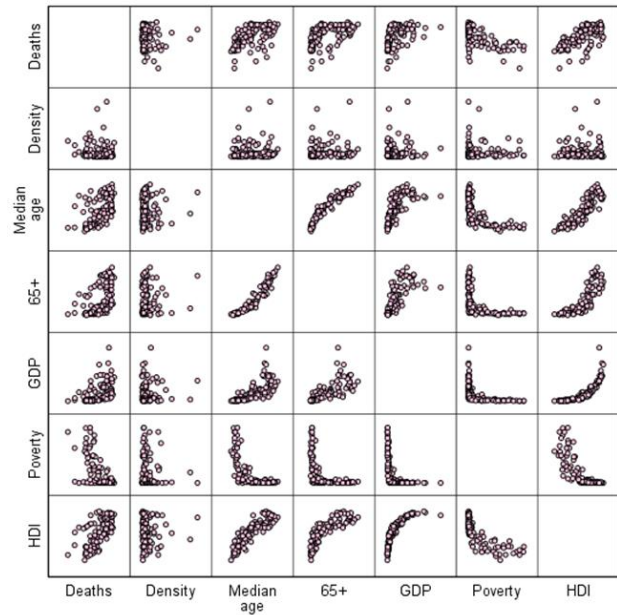 Deaths
Density
Median
age
65+
GDP
Poverty
HDI
Deaths
Density
Median
age
65+
GDP
Poverty
HDI